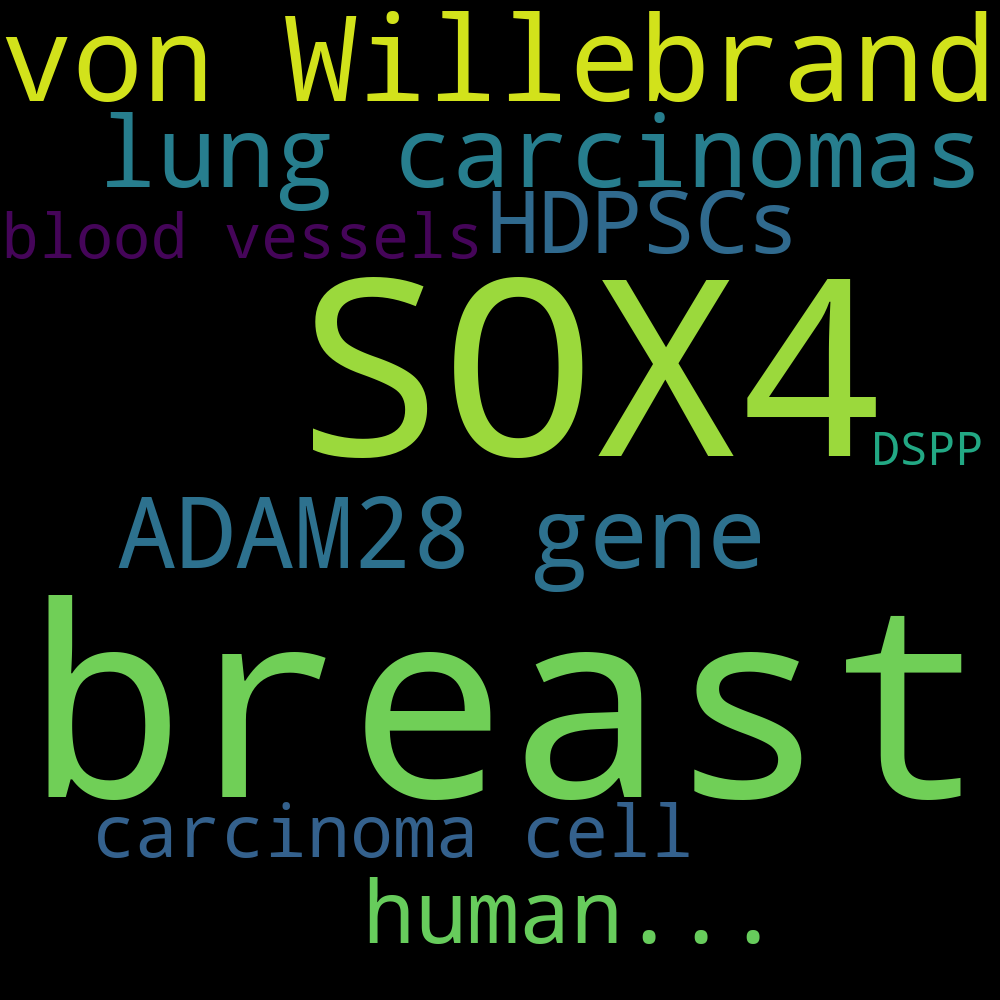 von Willebrand
lung carcinomas
blood vessels
HDPSCs
SOX4
DSPP
ADAM28 gene
breast
carcinoma cell
human...